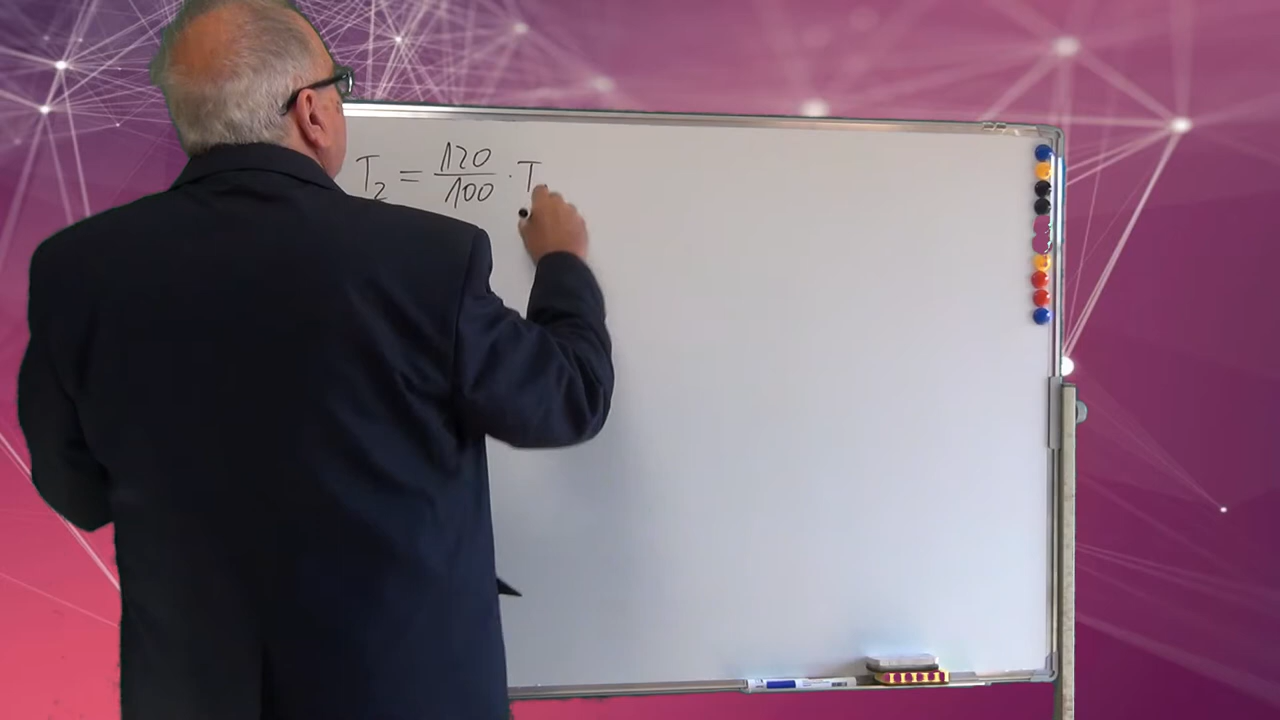 T₂ = 120/100 · T